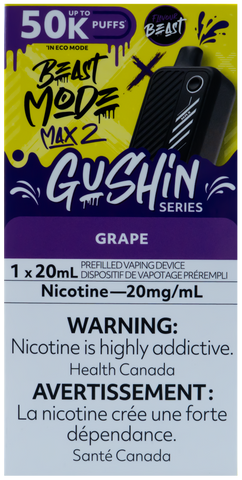 UP TO
50K PUFFS
*IN ECO MODE
Flavour
BEAST
BEAST
MODE
MAX 2
GUSHIN
SERIES
GRAPE
1 x 20mL PREFILLED VAPING DEVICE
DISPOSITIF DE VAPOTAGE PRÉREMPLI
Nicotine—20mg/mL
WARNING:
Nicotine is highly addictive.
Health Canada
AVERTISSEMENT:
La nicotine crée une forte
dépendance.
Santé Canada